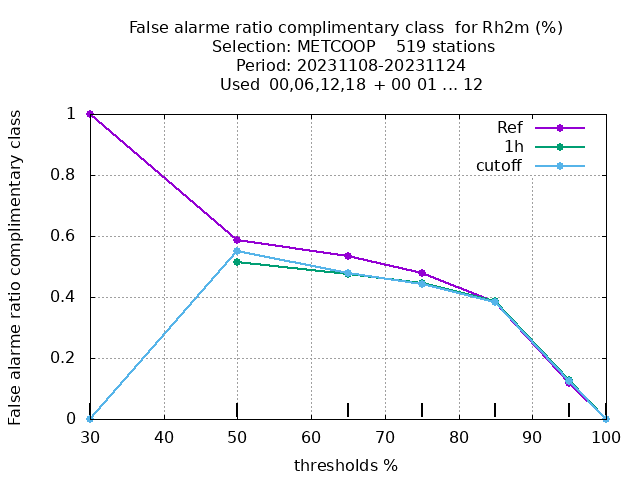 False alarme ratio complimentary class  for Rh2m (%)
Selection: METCOOP    519 stations
Period: 20231108-20231124
Used  00,06,12,18  + 00 01 ... 12
False alarme ratio complimentary class
1
0.8
0.6
0.4
0.2
0
Ref
1h
cutoff
30 40 50 60 70 80 90 100
thresholds %